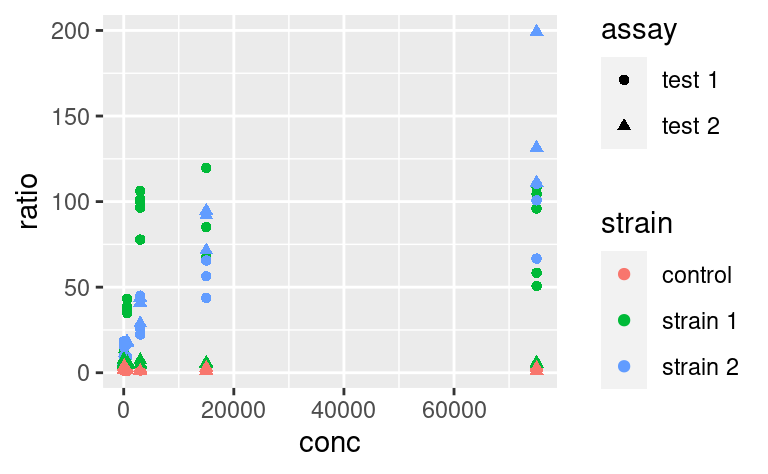 200
150
100
50
0
ratio
0 20000 40000 60000
conc
assay
test 1
test 2
strain
control
strain 1
strain 2